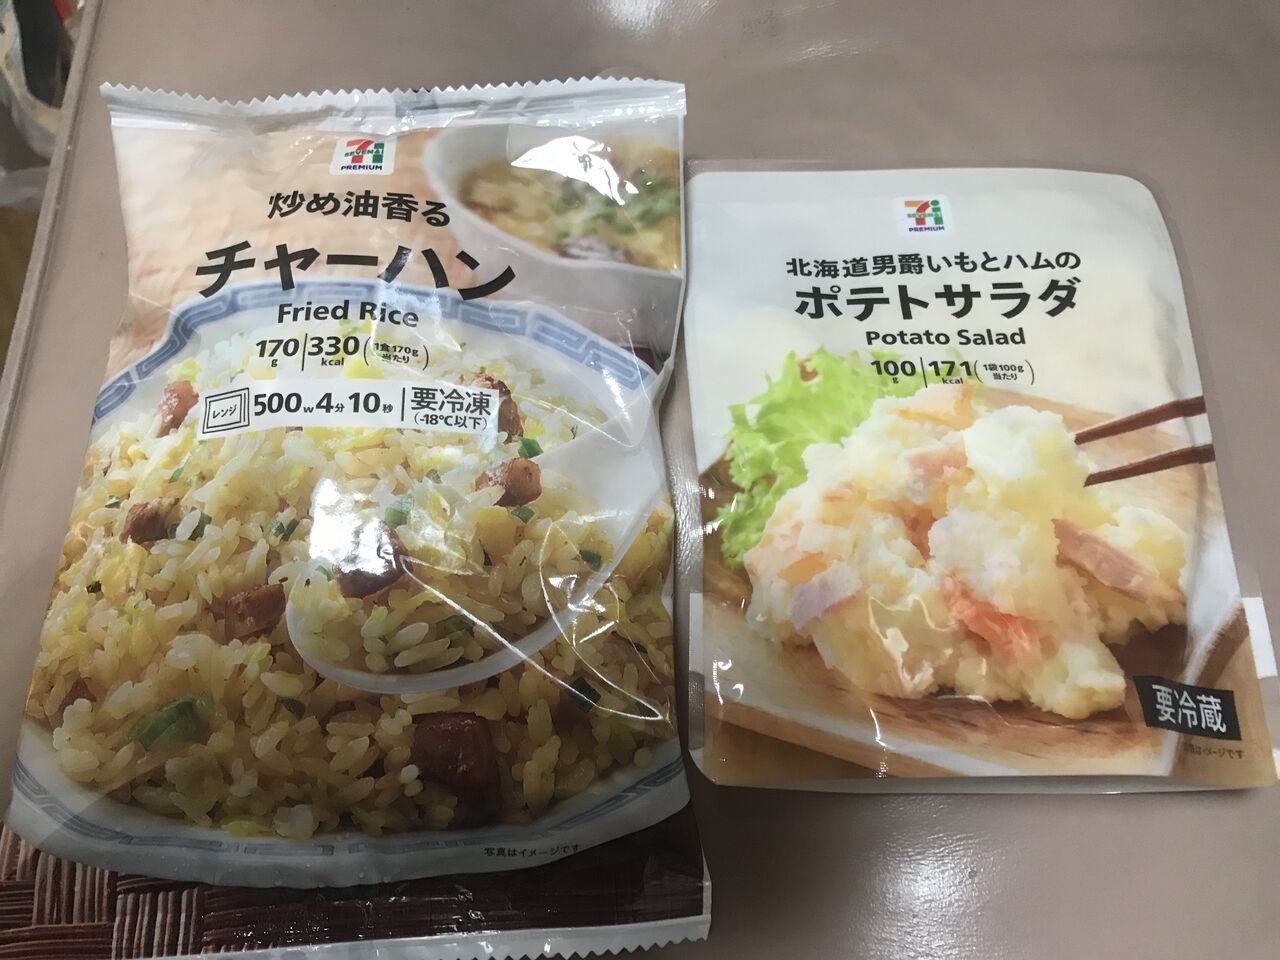 SEVEN&i
PREMIUM
炒め油香る
チャーハン
Fried Rice
170g 330kcal (1食170g当たり)
レンジ 500w4分10秒 要冷凍(-18℃以下)
写真はイメージです
SEVEN&i
PREMIUM
北海道男爵いもとハムの
ポテトサラダ
Potato Salad
100g 171kcal (1袋100g当たり)
要冷蔵
写真はイメージです